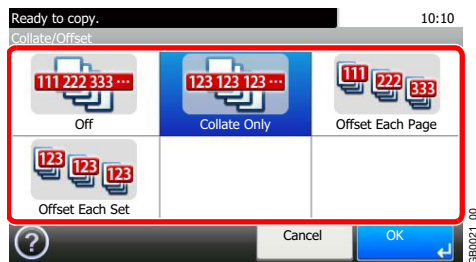 Ready to copy. 10:10
Collate/Offset
111 222 333 ··· 123 123 123 ··· 111 222 333
Off Collate Only Offset Each Page
123 123 123
Offset Each Set
? Cancel OK
GB0021_00